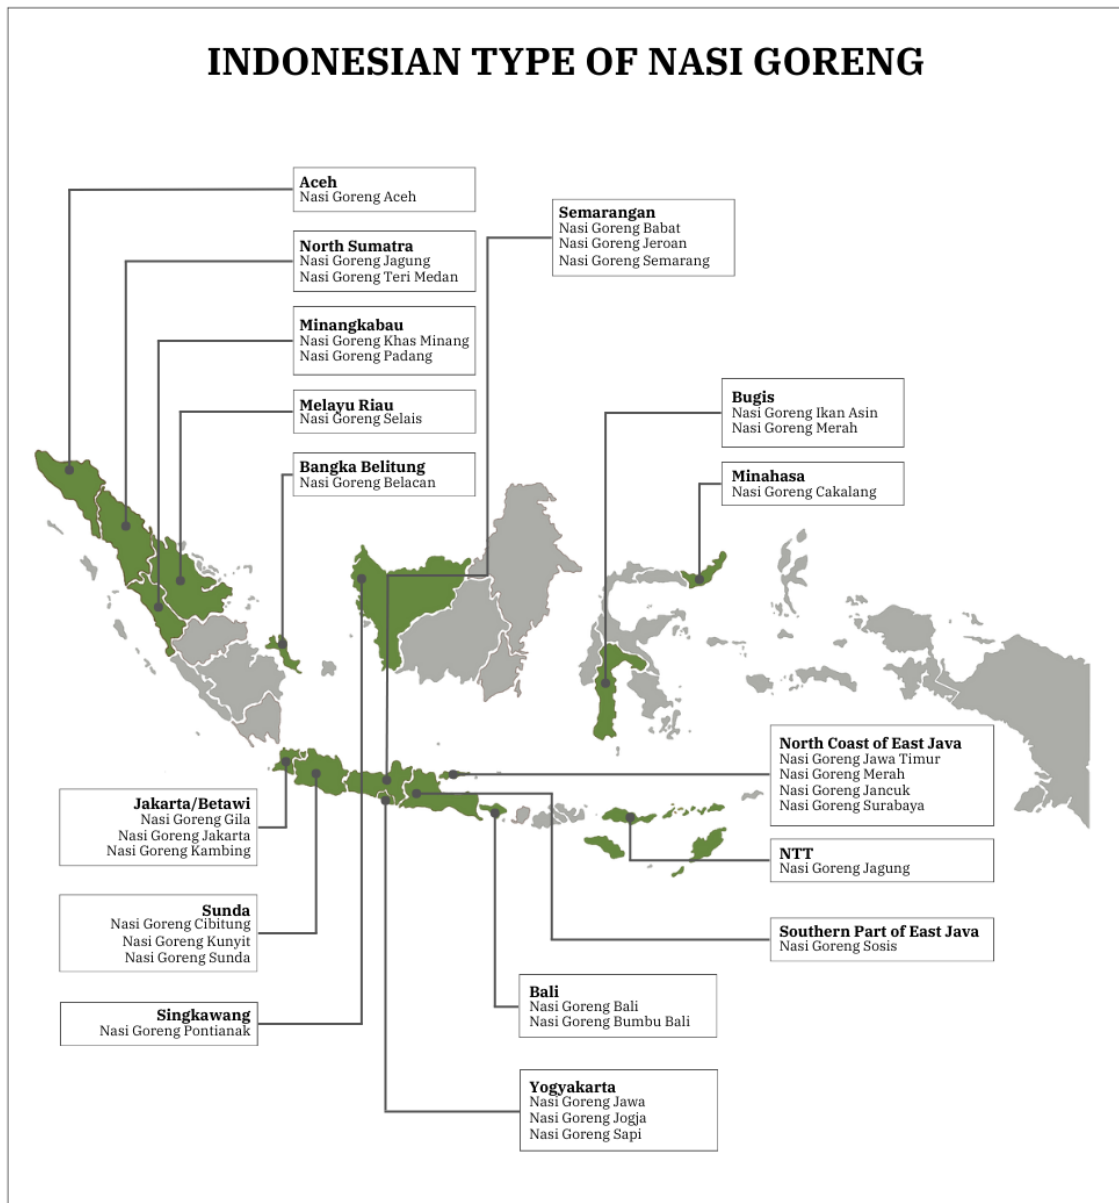 INDONESIAN TYPE OF NASI GORENG
Aceh
Nasi Goreng Aceh
North Sumatra
Nasi Goreng Jagung
Nasi Goreng Teri Medan
Minangkabau
Nasi Goreng Khas Minang
Nasi Goreng Padang
Melayu Riau
Nasi Goreng Selais
Bangka Belitung
Nasi Goreng Belacan
Semarangan
Nasi Goreng Babat
Nasi Goreng Jeroan
Nasi Goreng Semarang
Bugis
Nasi Goreng Ikan Asin
Nasi Goreng Merah
Minahasa
Nasi Goreng Cakalang
North Coast of East Java
Nasi Goreng Jawa Timur
Nasi Goreng Merah
Nasi Goreng Jancuk
Nasi Goreng Surabaya
NTT
Nasi Goreng Jagung
Southern Part of East Java
Nasi Goreng Sosis
Jakarta/Betawi
Nasi Goreng Gila
Nasi Goreng Jakarta
Nasi Goreng Kambing
Sunda
Nasi Goreng Cibitung
Nasi Goreng Kunyit
Nasi Goreng Sunda
Singkawang
Nasi Goreng Pontianak
Bali
Nasi Goreng Bali
Nasi Goreng Bumbu Bali
Yogyakarta
Nasi Goreng Jawa
Nasi Goreng Jogja
Nasi Goreng Sapi